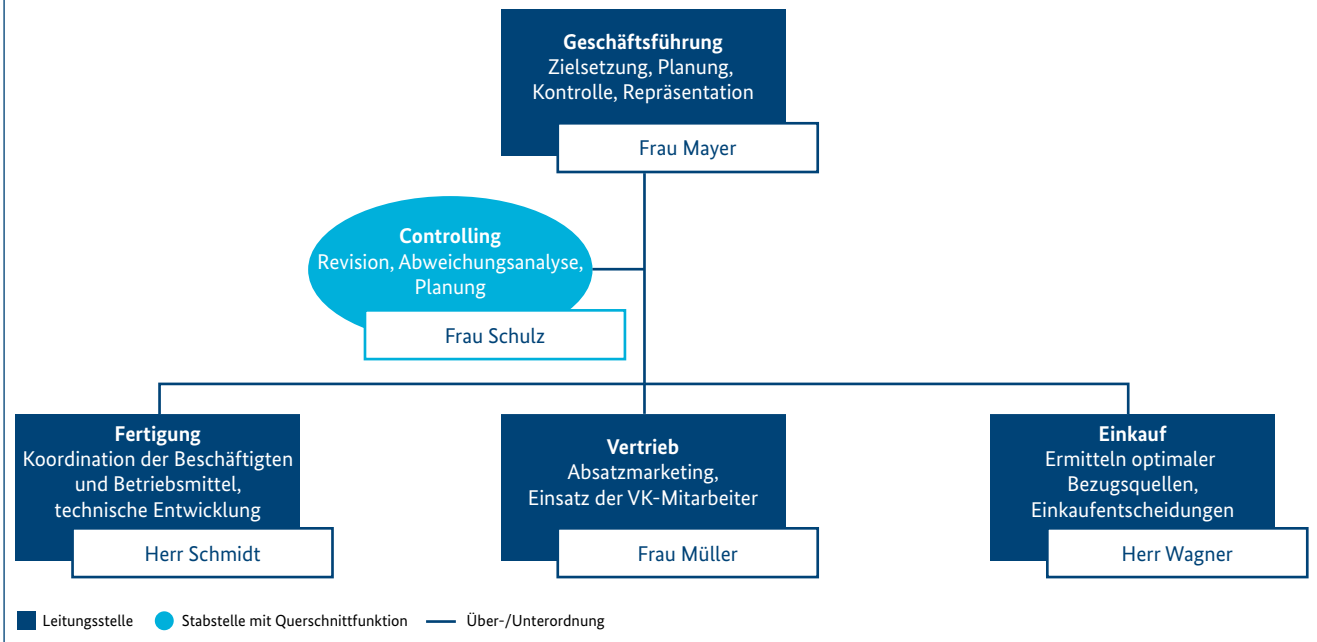 Geschäftsführung
Zielsetzung, Planung,
Kontrolle, Repräsentation
Frau Mayer
Controlling
Revision, Abweichungsanalyse,
Planung
Frau Schulz
Fertigung
Koordination der Beschäftigten
und Betriebsmittel,
technische Entwicklung
Herr Schmidt
Vertrieb
Absatzmarketing,
Einsatz der VK-Mitarbeiter
Frau Müller
Einkauf
Ermitteln optimaler
Bezugsquellen,
Einkaufentscheidungen
Herr Wagner
Leitungsstelle Stabstelle mit Querschnittfunktion Über-/Unterordnung